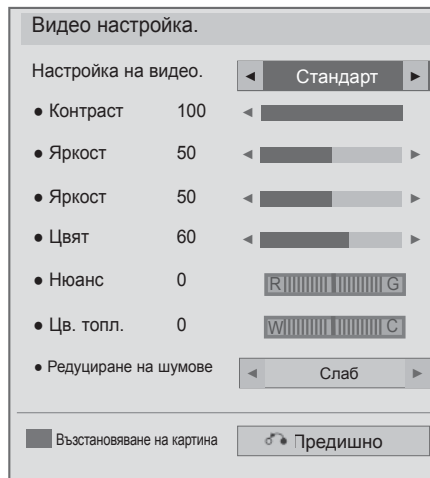 Видео настройка.
Настройка на видео. ◄ Стандарт ►
● Контраст 100
● Яркост 50
● Яркост 50
● Цвят 60
● Нюанс 0 R G
● Цв. топл. 0 W C
● Редуциране на шумове ◄ Слаб ►
Възстановяване на картина Предишно